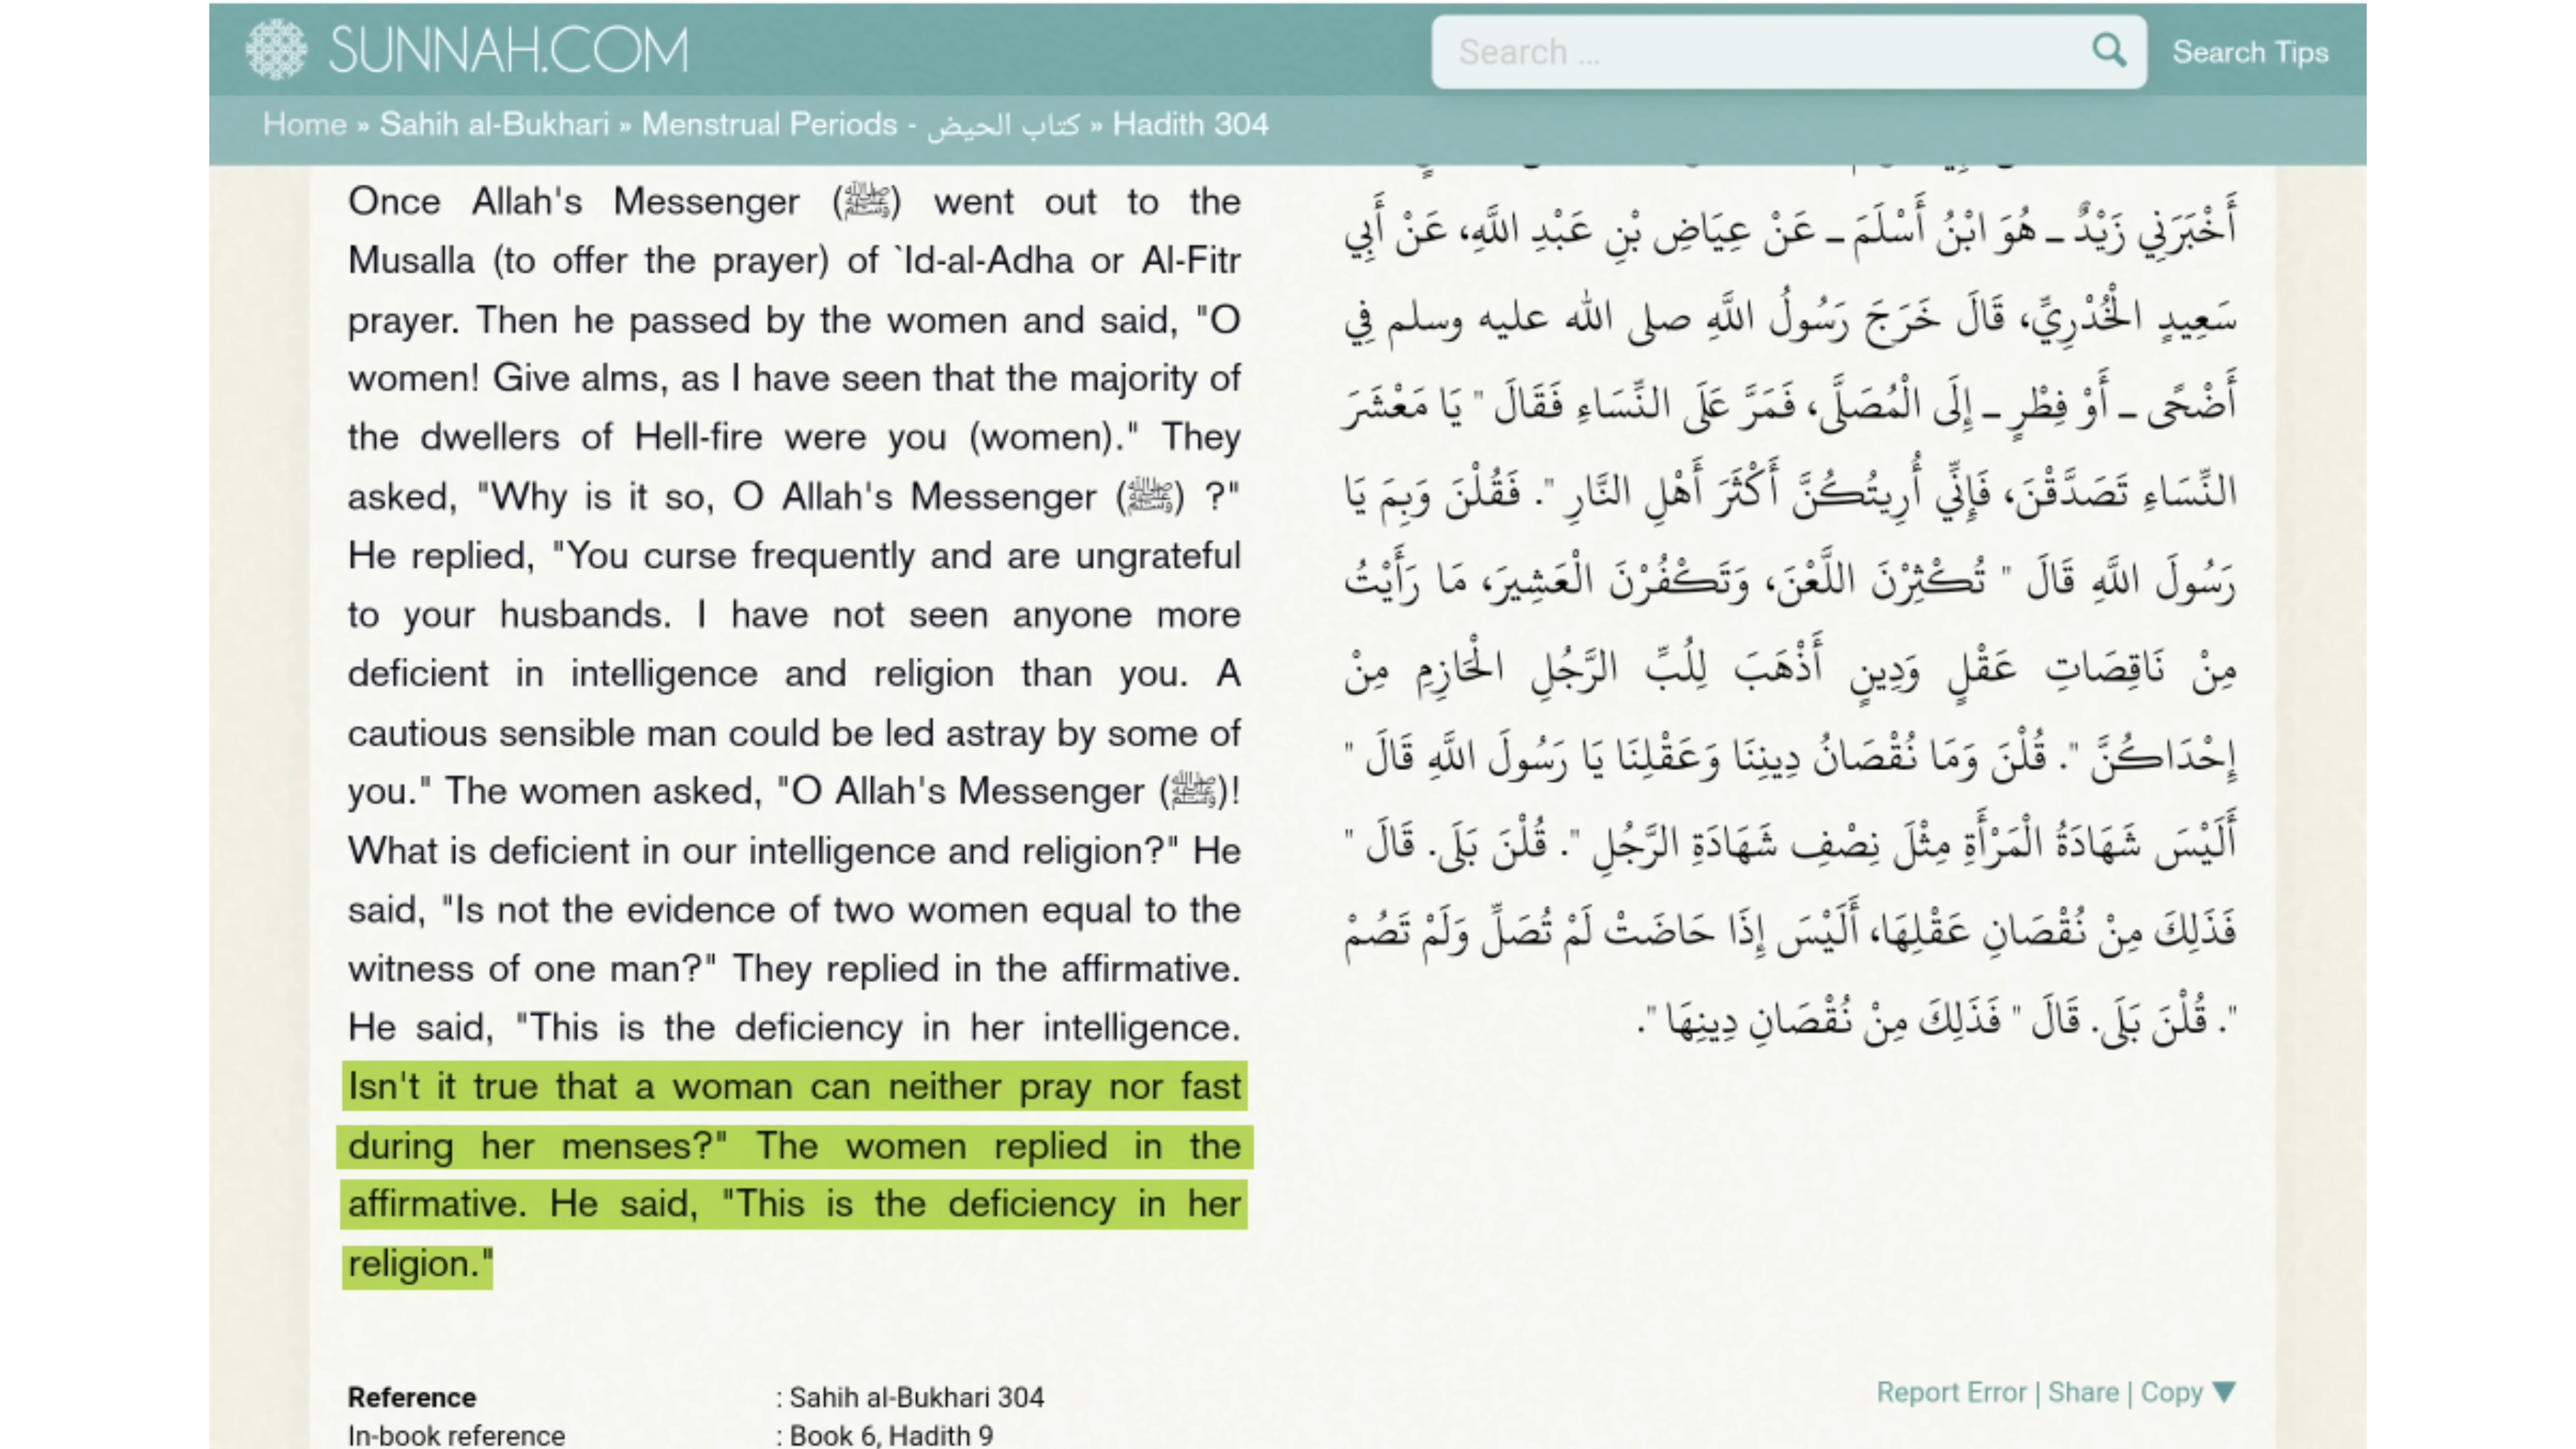 SUNNAH.COM
Search ...
Search Tips
Home » Sahih al-Bukhari » Menstrual Periods - كتاب الحيض » Hadith 304
Once Allah's Messenger (ﷺ) went out to the
Musalla (to offer the prayer) of `Id-al-Adha or Al-Fitr
prayer. Then he passed by the women and said, "O
women! Give alms, as I have seen that the majority of
the dwellers of Hell-fire were you (women)." They
asked, "Why is it so, O Allah's Messenger (ﷺ) ?"
He replied, "You curse frequently and are ungrateful
to your husbands. I have not seen anyone more
deficient in intelligence and religion than you. A
cautious sensible man could be led astray by some of
you." The women asked, "O Allah's Messenger (ﷺ)!
What is deficient in our intelligence and religion?" He
said, "Is not the evidence of two women equal to the
witness of one man?" They replied in the affirmative.
He said, "This is the deficiency in her intelligence.
Isn't it true that a woman can neither pray nor fast
during her menses?" The women replied in the
affirmative. He said, "This is the deficiency in her
religion."
أَخْبَرَنِي زَيْدٌ ـ هُوَ ابْنُ أَسْلَمَ ـ عَنْ عِيَاضِ بْنِ عَبْدِ اللَّهِ، عَنْ أَبِي
سَعِيدٍ الْخُدْرِيِّ، قَالَ خَرَجَ رَسُولُ اللَّهِ صلى الله عليه وسلم فِي
أَضْحًى ـ أَوْ فِطْرٍ ـ إِلَى الْمُصَلَّى، فَمَرَّ عَلَى النِّسَاءِ فَقَالَ " يَا مَعْشَرَ
النِّسَاءِ تَصَدَّقْنَ، فَإِنِّي أُرِيتُكُنَّ أَكْثَرَ أَهْلِ النَّارِ ". فَقُلْنَ وَبِمَ يَا
رَسُولَ اللَّهِ قَالَ " تُكْثِرْنَ اللَّعْنَ، وَتَكْفُرْنَ الْعَشِيرَ، مَا رَأَيْتُ
مِنْ نَاقِصَاتِ عَقْلٍ وَدِينٍ أَذْهَبَ لِلُبِّ الرَّجُلِ الْحَازِمِ مِنْ
إِحْدَاكُنَّ ". قُلْنَ وَمَا نُقْصَانُ دِينِنَا وَعَقْلِنَا يَا رَسُولَ اللَّهِ قَالَ "
أَلَيْسَ شَهَادَةُ الْمَرْأَةِ مِثْلَ نِصْفِ شَهَادَةِ الرَّجُلِ ". قُلْنَ بَلَى. قَالَ "
فَذَلِكَ مِنْ نُقْصَانِ عَقْلِهَا، أَلَيْسَ إِذَا حَاضَتْ لَمْ تُصَلِّ وَلَمْ تَصُمْ
". قُلْنَ بَلَى. قَالَ " فَذَلِكَ مِنْ نُقْصَانِ دِينِهَا ".
Reference : Sahih al-Bukhari 304
In-book reference : Book 6, Hadith 9
Report Error | Share | Copy ▼